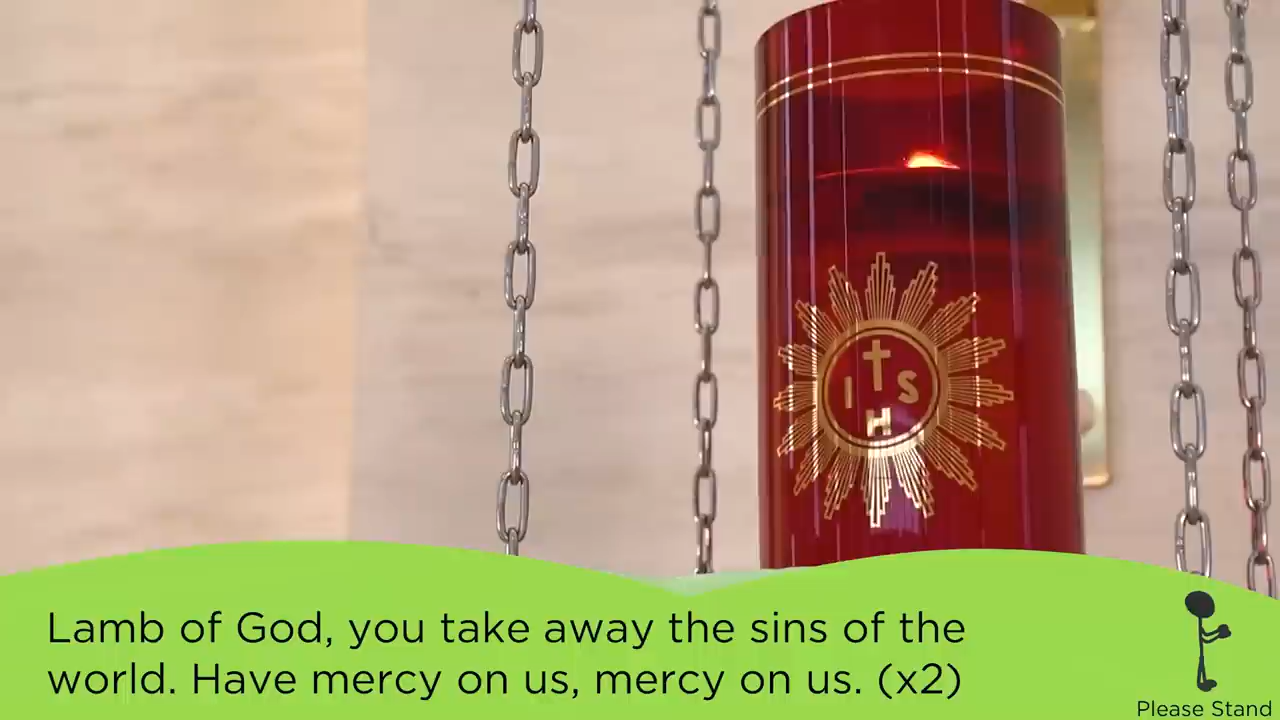 I H S
Lamb of God, you take away the sins of the
world. Have mercy on us, mercy on us. (x2)
Please Stand